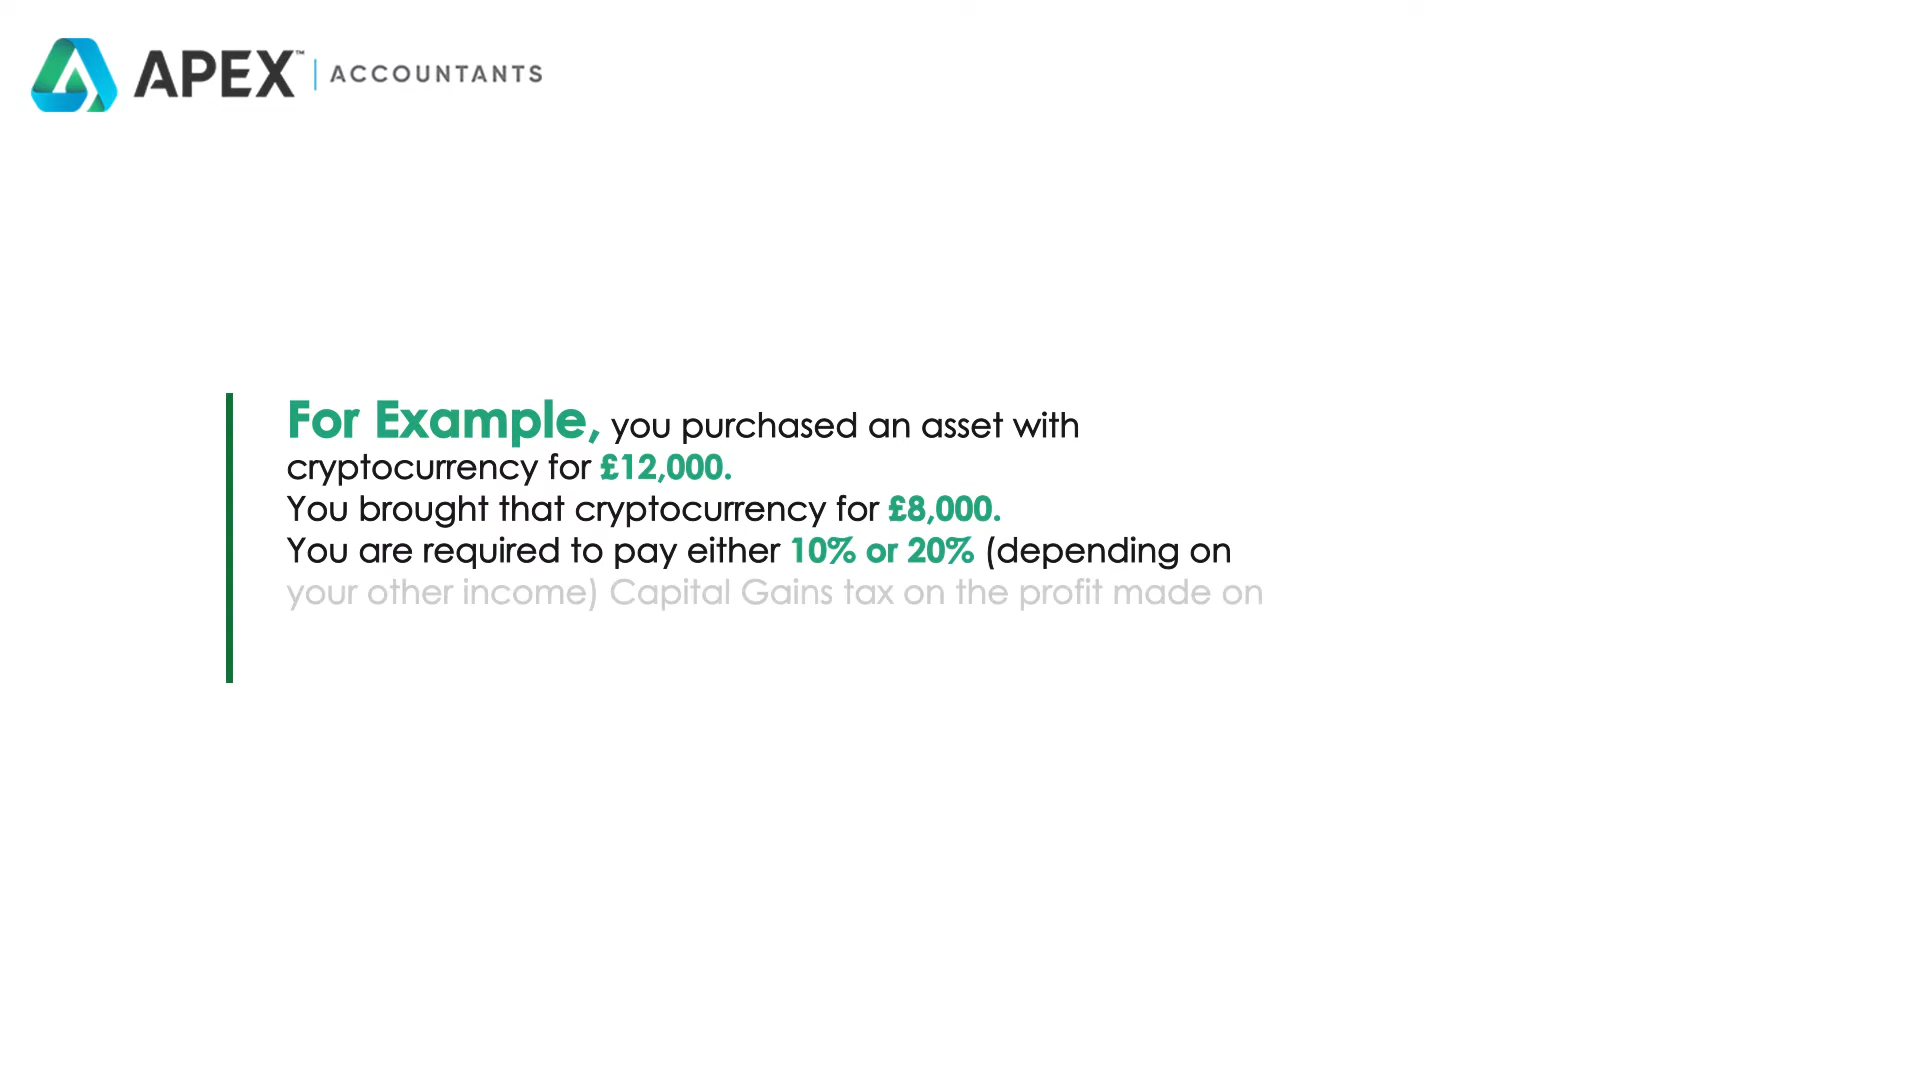 APEX™ | ACCOUNTANTS
For Example, you purchased an asset with
cryptocurrency for £12,000.
You brought that cryptocurrency for £8,000.
You are required to pay either 10% or 20% (depending on
your other income) Capital Gains tax on the profit made on